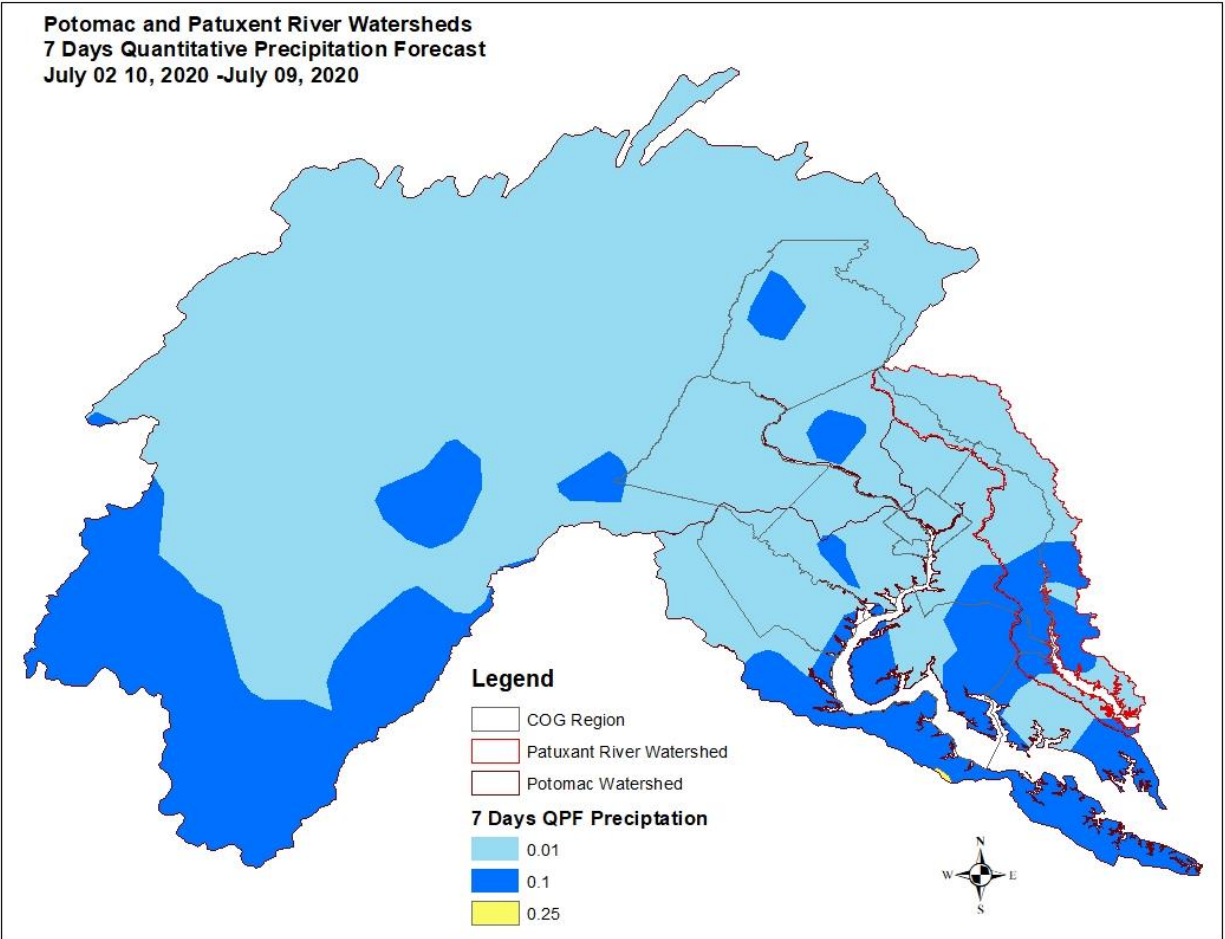 Potomac and Patuxent River Watersheds
7 Days Quantitative Precipitation Forecast
July 02 10, 2020 -July 09, 2020
Legend
COG Region
Patuxant River Watershed
Potomac Watershed
7 Days QPF Preciptation
0.01
0.1
0.25
N
W E
S